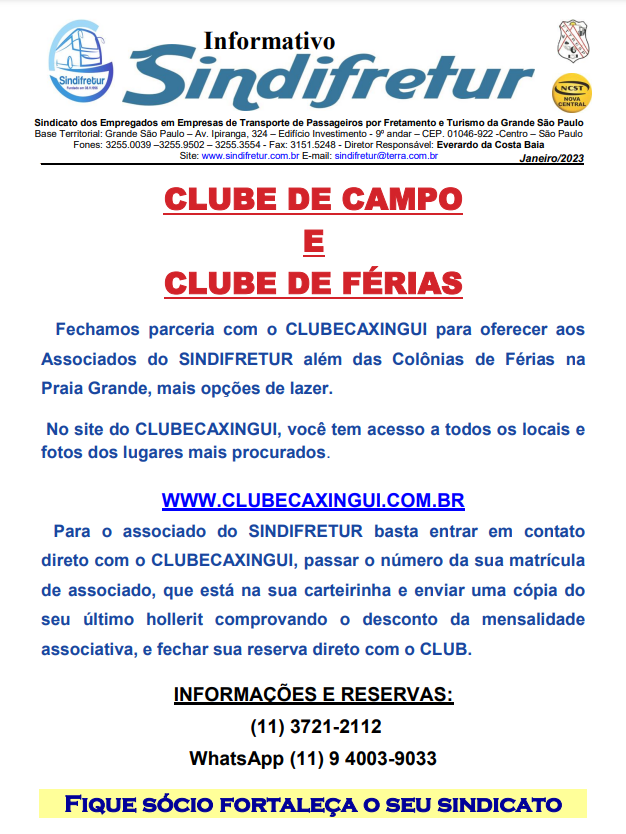 Informativo
Sindifretur
Sindifretur
NCST
NOVA
CENTRAL
Sindicato dos Empregados em Empresas de Transporte de Passageiros por Fretamento e Turismo da Grande São Paulo
Base Territorial: Grande São Paulo – Av. Ipiranga, 324 – Edifício Investimento - 9º andar – CEP. 01046-922 -Centro – São Paulo
Fones: 3255.0039 –3255.9502 – 3255.3554 - Fax: 3151.5248 - Diretor Responsável: Everardo da Costa Baia
Site: www.sindifretur.com.br E-mail: sindifretur@terra.com.br
Janeiro/2023
CLUBE DE CAMPO
E
CLUBE DE FÉRIAS
Fechamos parceria com o CLUBECAXINGUI para oferecer aos
Associados do SINDIFRETUR além das Colônias de Férias na
Praia Grande, mais opções de lazer.
No site do CLUBECAXINGUI, você tem acesso a todos os locais e
fotos dos lugares mais procurados.
WWW.CLUBECAXINGUI.COM.BR
Para o associado do SINDIFRETUR basta entrar em contato
direto com o CLUBECAXINGUI, passar o número da sua matrícula
de associado, que está na sua carteirinha e enviar uma cópia do
seu último hollerit comprovando o desconto da mensalidade
associativa, e fechar sua reserva direto com o CLUB.
INFORMAÇÕES E RESERVAS:
(11) 3721-2112
WhatsApp (11) 9 4003-9033
FIQUE SÓCIO FORTALEÇA O SEU SINDICATO